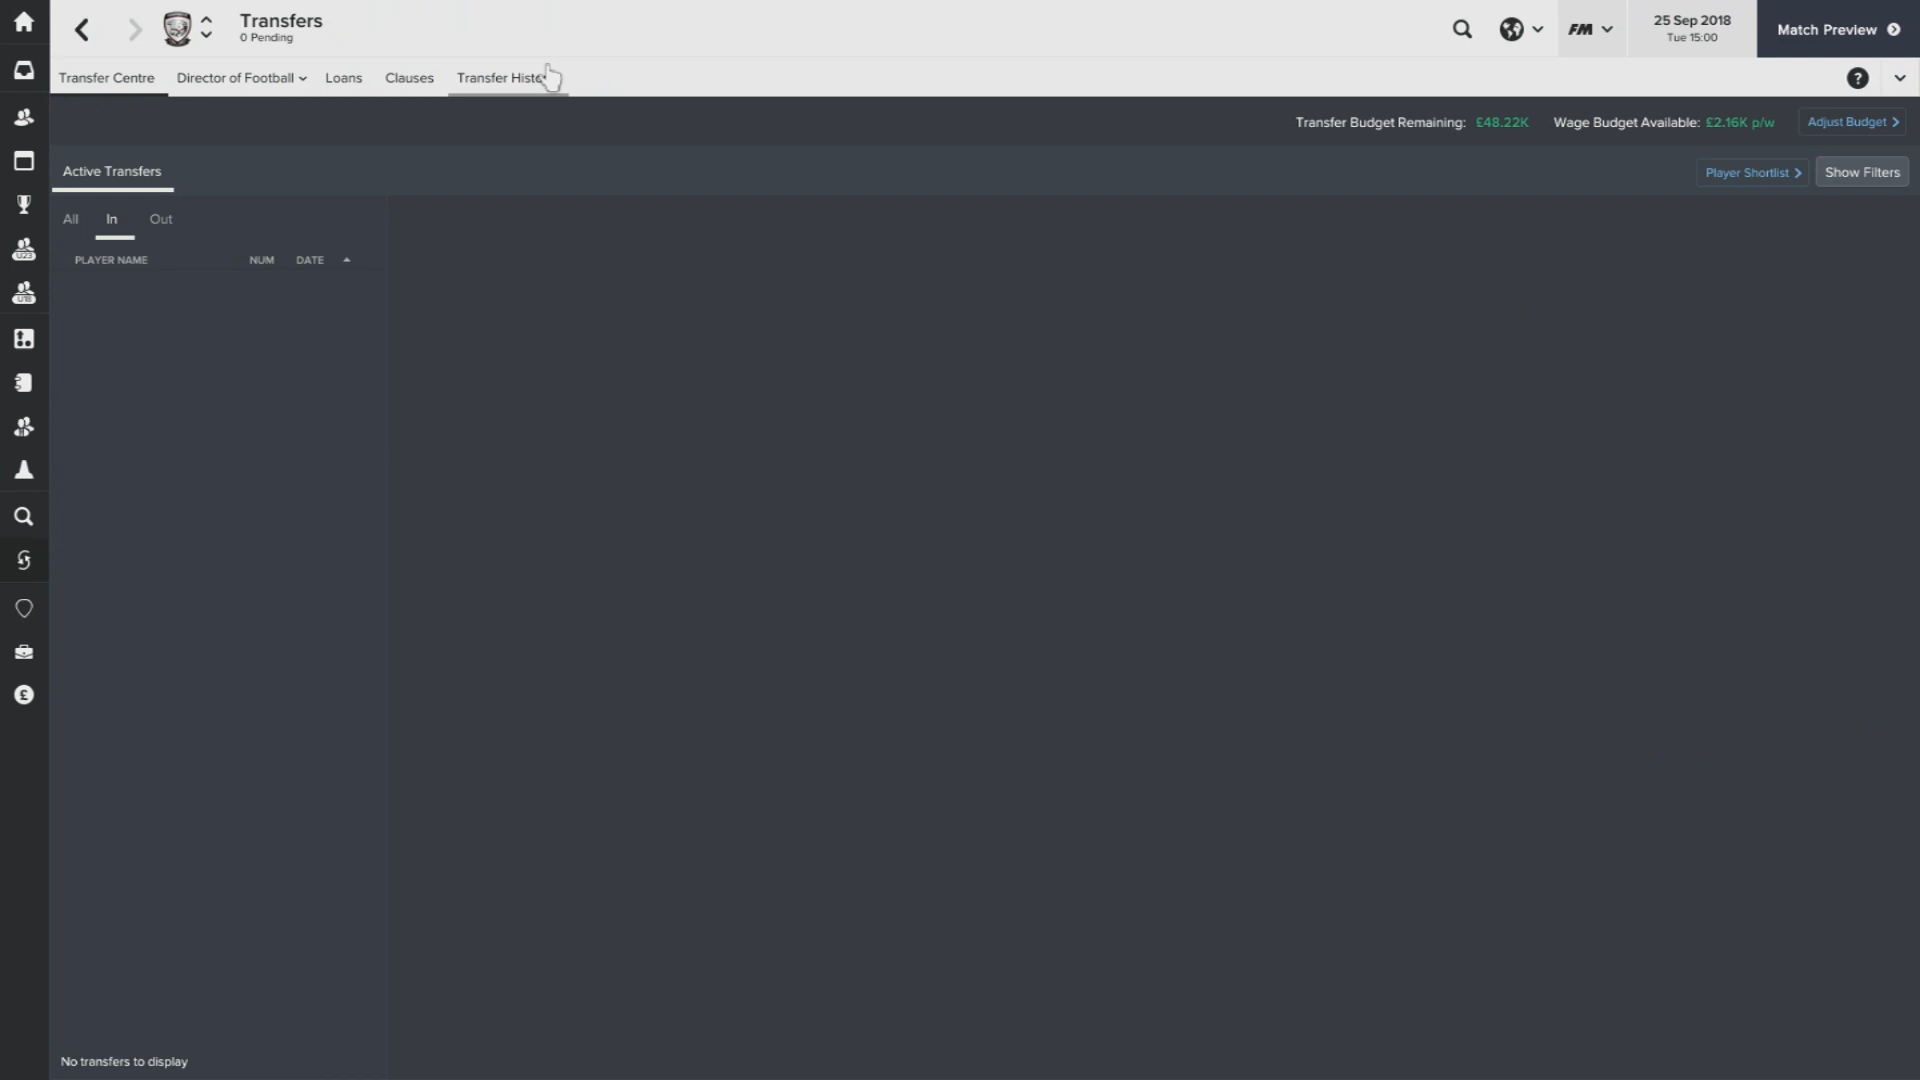 Transfers
0 Pending
FM
25 Sep 2018
Tue 15:00
Match Preview
Transfer Centre
Director of Football
Loans
Clauses
Transfer Histo
?
Transfer Budget Remaining: £48.22K
Wage Budget Available: £2.16K p/w
Adjust Budget
Active Transfers
Player Shortlist
Show Filters
All
In
Out
PLAYER NAME
NUM
DATE
U23
U18
£
No transfers to display